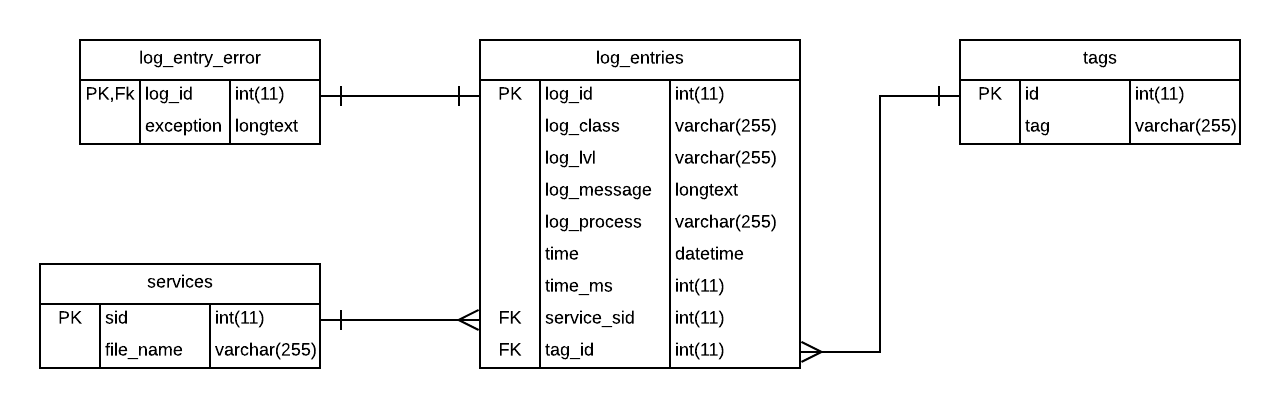 log_entry_error
PK,Fk log_id int(11)
exception longtext
log_entries
PK log_id int(11)
log_class varchar(255)
log_lvl varchar(255)
log_message longtext
log_process varchar(255)
time datetime
time_ms int(11)
FK service_sid int(11)
FK tag_id int(11)
tags
PK id int(11)
tag varchar(255)
services
PK sid int(11)
file_name varchar(255)